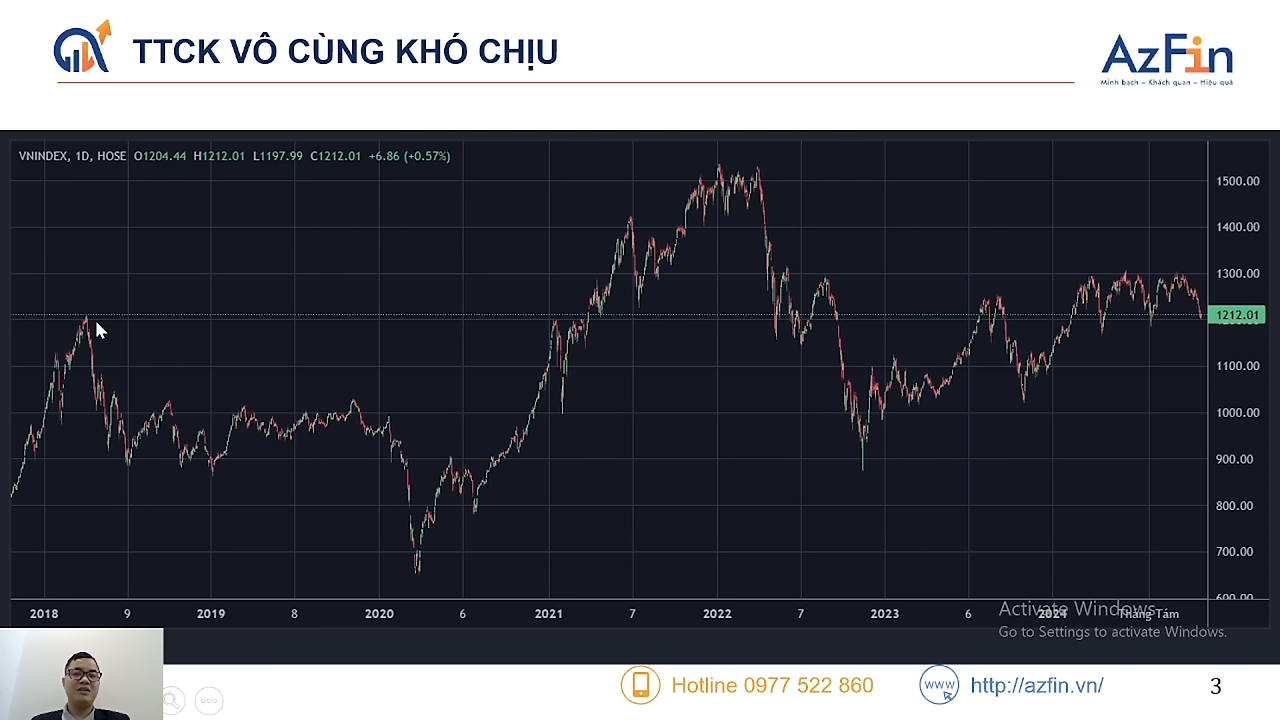 TTCK VÔ CÙNG KHÓ CHỊU
AzFin
Minh bạch – Khách quan – Hiệu quả
VNINDEX, 1D, HOSE O1204.44 H1212.01 L1197.99 C1212.01 +6.86 (+0.57%)
1500.00
1400.00
1300.00
1212.01
1100.00
1000.00
900.00
800.00
700.00
600.00
2018 9 2019 8 2020 6 2021 7 2022 7 2023 6 2024 Tháng Tám
Activate Windows
Go to Settings to activate Windows.
Hotline 0977 522 860
www
http://azfin.vn/
3